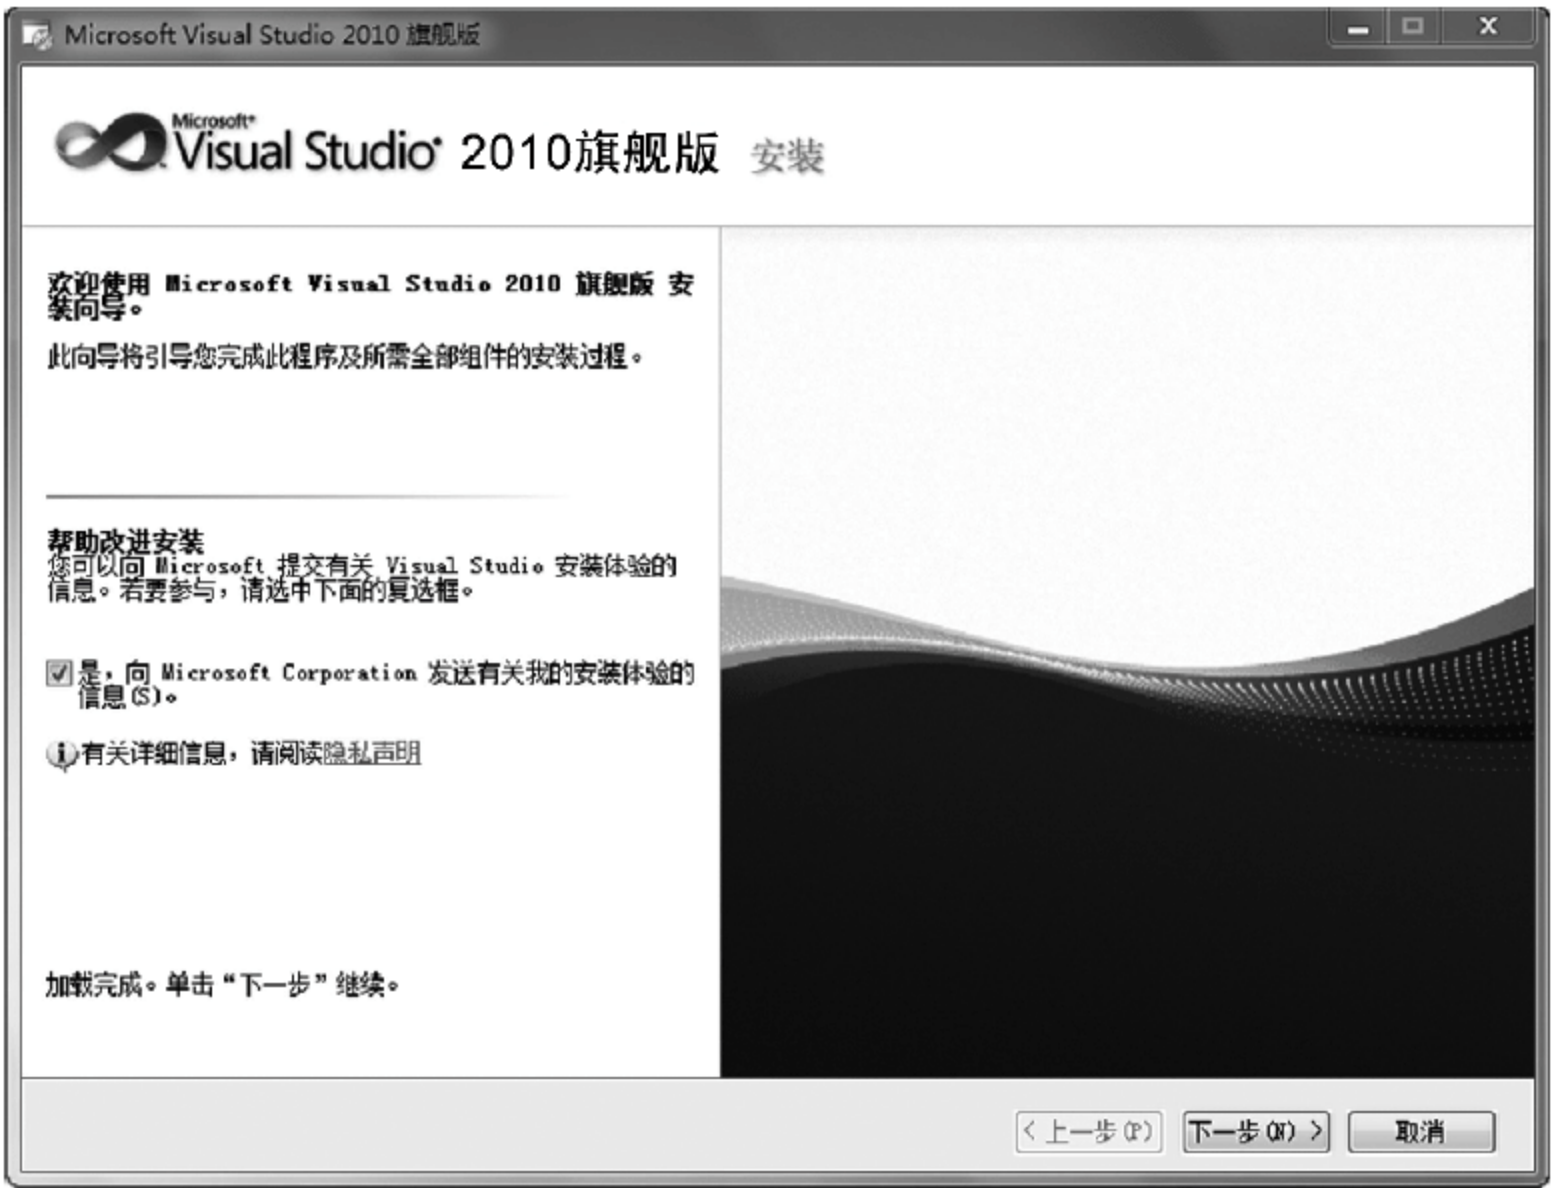 Microsoft Visual Studio 2010 旗舰版
Microsoft
Visual Studio 2010旗舰版 安装
欢迎使用 Microsoft Visual Studio 2010 旗舰版 安
装向导。
此向导将引导您完成此程序及所需全部组件的安装过程。
帮助改进安装
您可以向 Microsoft 提交有关 Visual Studio 安装体验的
信息。若要参与，请选中下面的复选框。
是，向 Microsoft Corporation 发送有关我的安装体验的
信息(S)。
有关详细信息，请阅读隐私声明
加载完成。单击“下一步”继续。
< 上一步(P) 下一步(N) > 取消